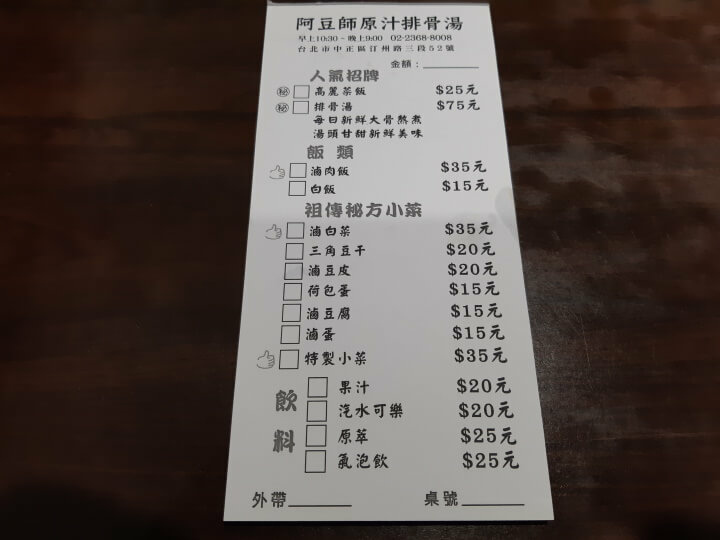 阿豆師原汁排骨湯
早上10:30~晚上9:00 02-2368-8008
台北市中正區汀州路三段52號
金額：
人氣招牌
秘 高麗菜飯 $25元
秘 排骨湯 $75元
每日新鮮大骨熬煮
湯頭甘甜新鮮美味
飯類
滷肉飯 $35元
白飯 $15元
祖傳秘方小菜
滷白菜 $35元
三角豆干 $20元
滷豆皮 $20元
荷包蛋 $15元
滷豆腐 $15元
滷蛋 $15元
特製小菜 $35元
飲料
果汁 $20元
汽水可樂 $20元
原萃 $25元
氣泡飲 $25元
外帶 桌號